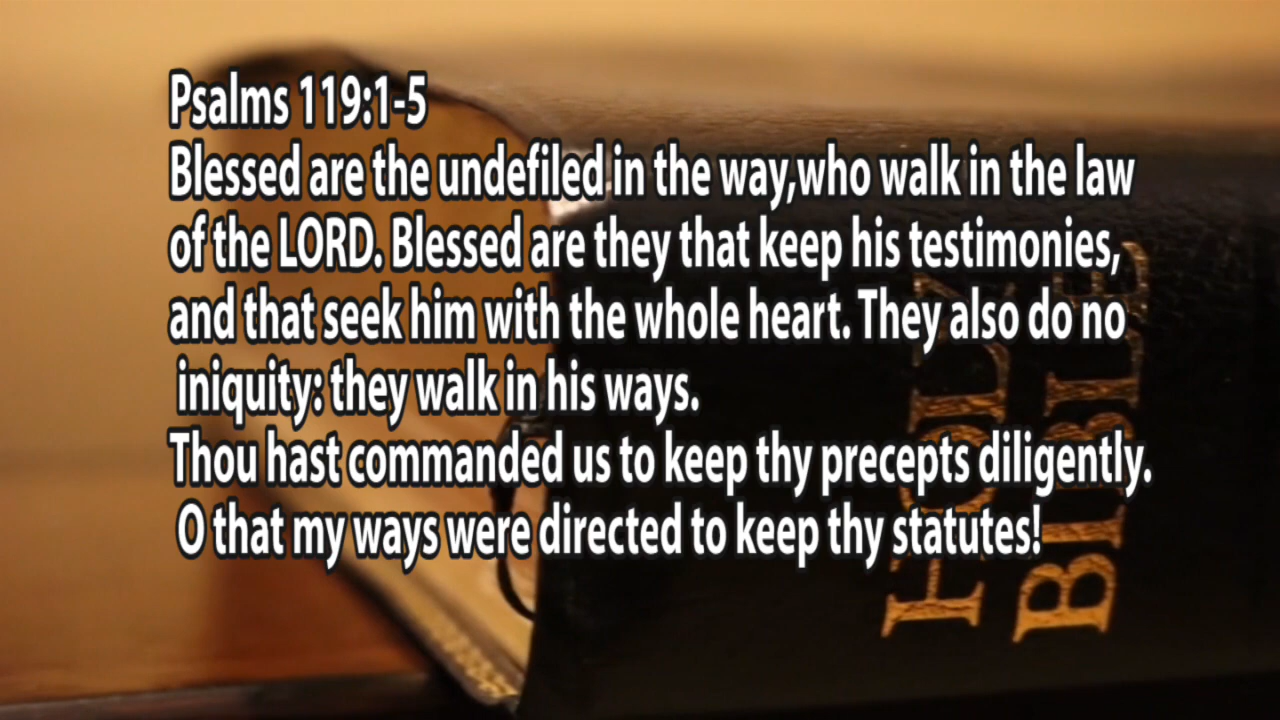 Psalms 119:1-5
Blessed are the undefiled in the way,who walk in the law
of the LORD. Blessed are they that keep his testimonies,
and that seek him with the whole heart. They also do no
iniquity: they walk in his ways.
Thou hast commanded us to keep thy precepts diligently.
O that my ways were directed to keep thy statutes!
HOLY
BIBLE